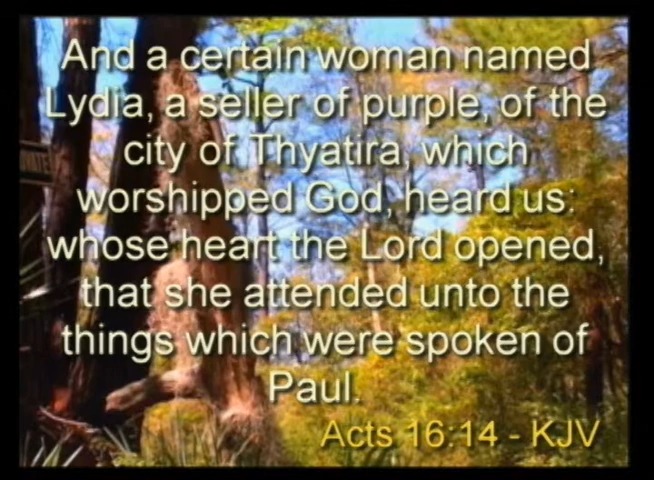 And a certain woman named
Lydia, a seller of purple, of the
city of Thyatira, which
worshipped God, heard us:
whose heart the Lord opened,
that she attended unto the
things which were spoken of
Paul.
Acts 16:14 - KJV